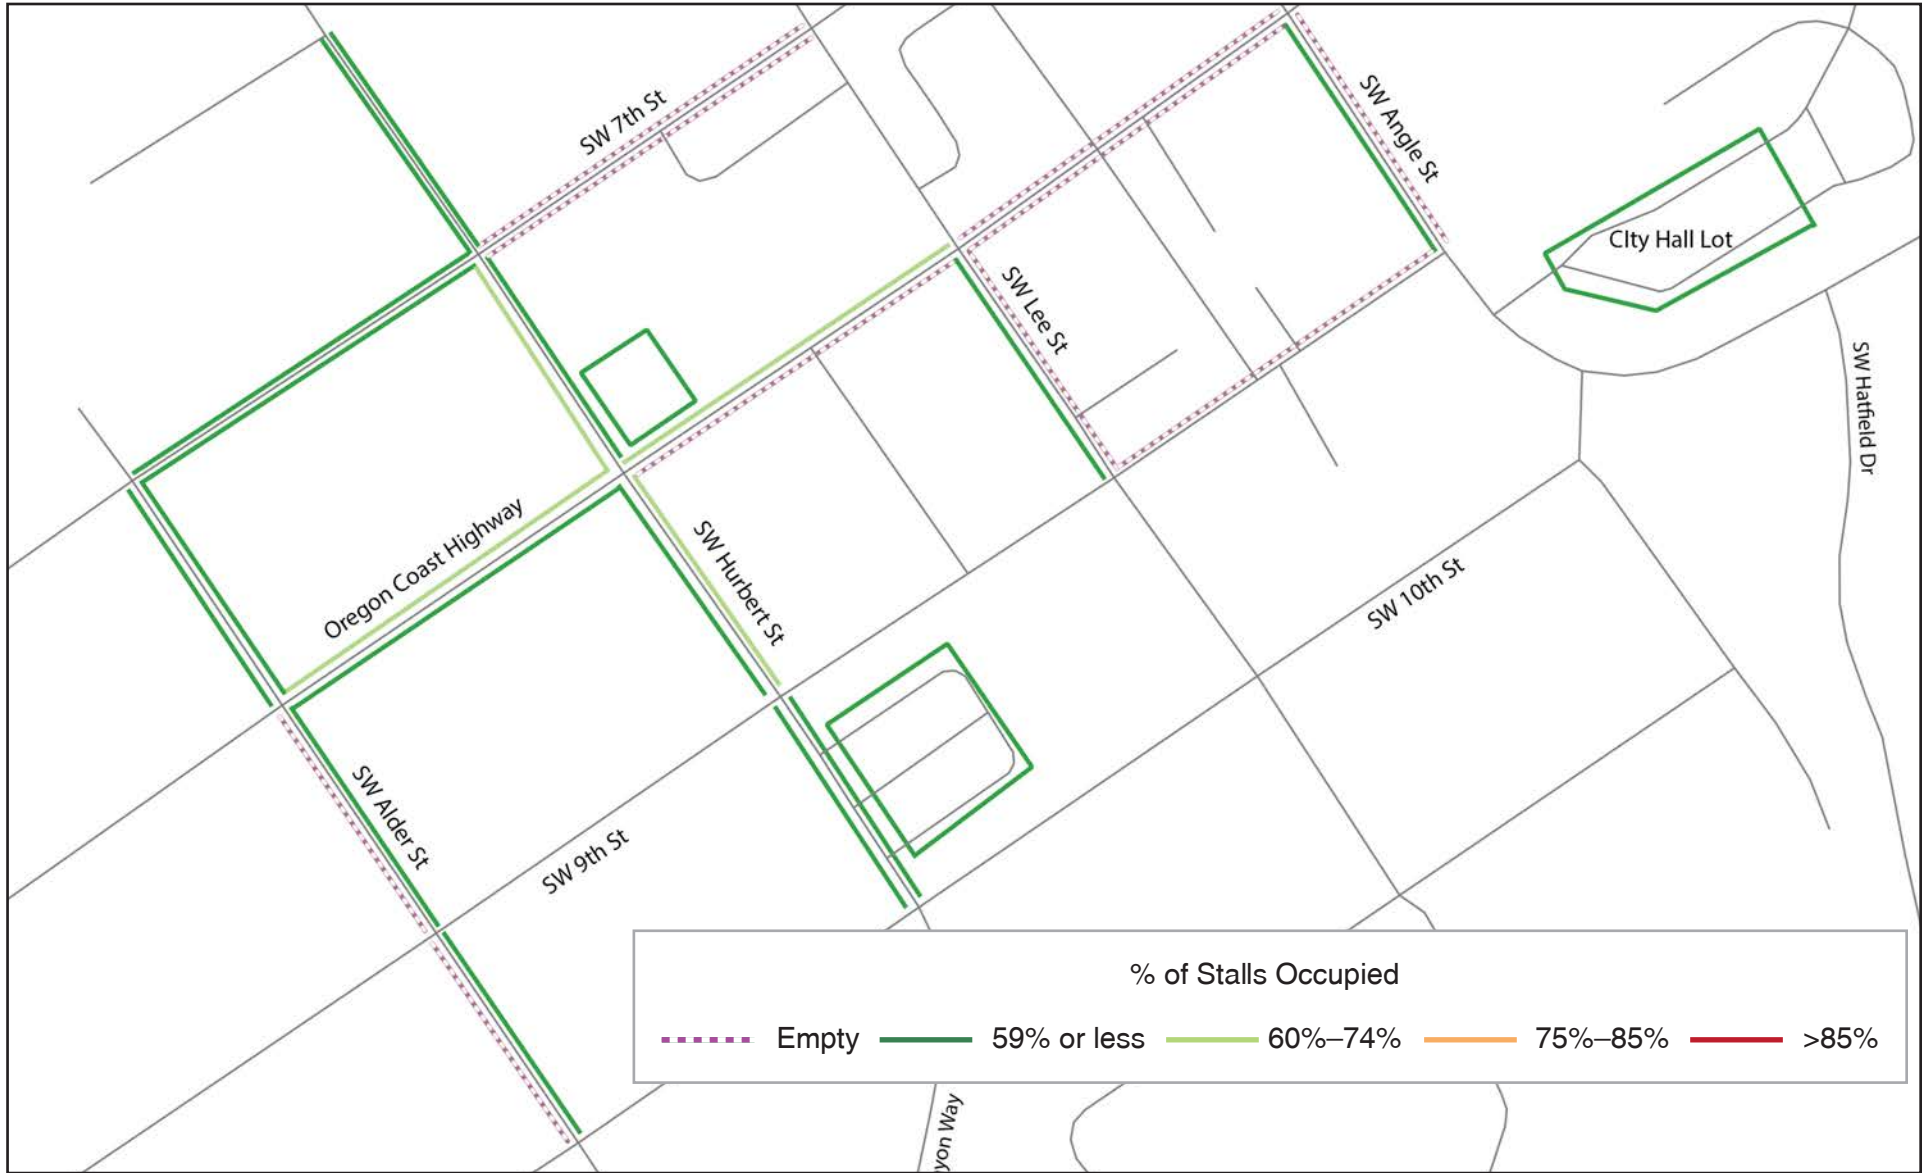 SW 7th St
SW Angle St
CIty Hall Lot
SW Lee St
SW Hatfield Dr
Oregon Coast Highway
SW Hurbert St
SW 10th St
SW Alder St
SW 9th St
% of Stalls Occupied
Empty 59% or less 60%–74% 75%–85% >85%
yon Way